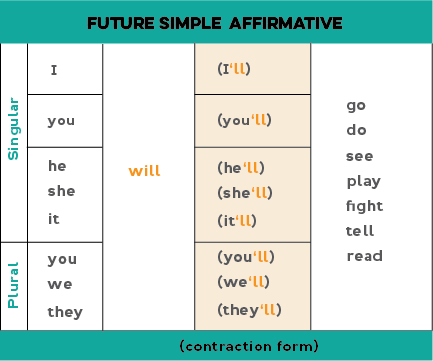 FUTURE SIMPLE AFFIRMATIVE
Singular
I
you
he
she
it
Plural
you
we
they
will
(I‘ll)
(you‘ll)
(he‘ll)
(she‘ll)
(it‘ll)
(you‘ll)
(we‘ll)
(they‘ll)
go
do
see
play
fight
tell
read
(contraction form)